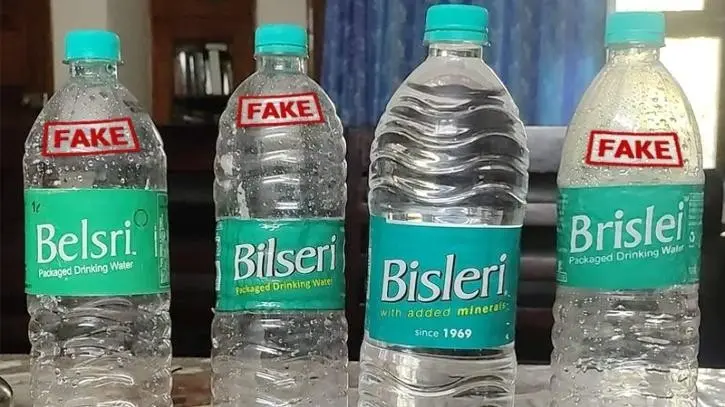 FAKE
1L
Belsri
Packaged Drinking Water
FAKE
Bilseri
Packaged Drinking Water
Bisleri
with added minerals
since 1969
FAKE
Brislei
Packaged Drinking Water